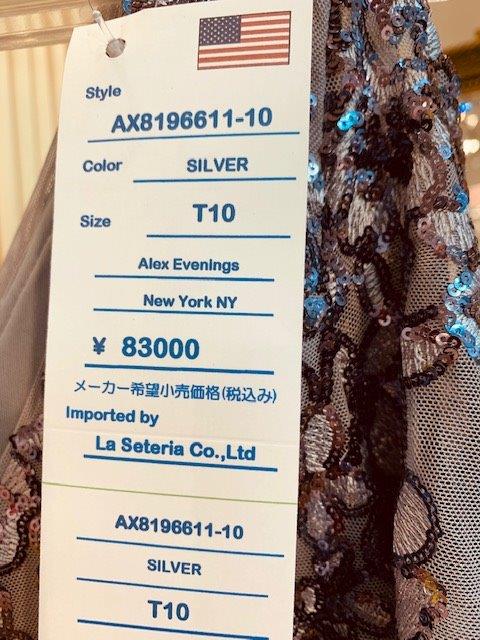 Style
AX8196611-10
Color SILVER
Size T10
Alex Evenings
New York NY
¥ 83000
メーカー希望小売価格(税込み)
Imported by
La Seteria Co.,Ltd
AX8196611-10
SILVER
T10